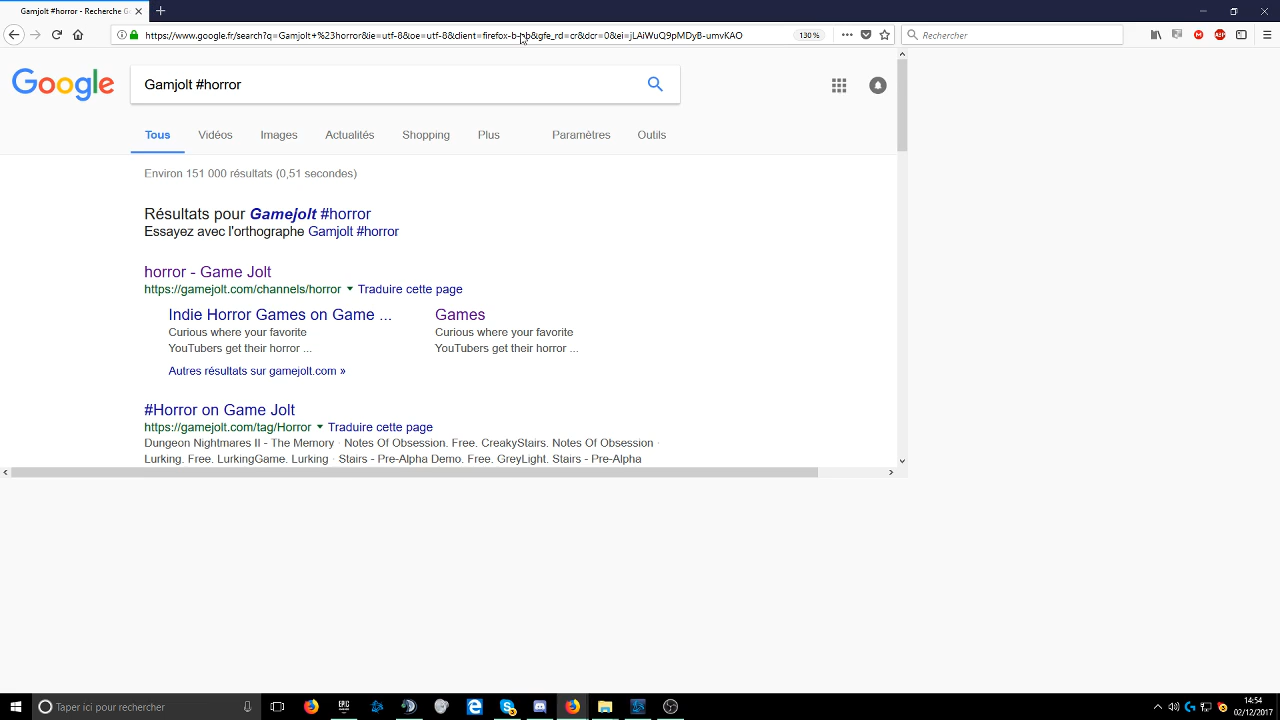 Gamjolt #horror - Recherche G
https://www.google.fr/search?q=Gamjolt+%23horror&ie=utf-8&oe=utf-8&client=firefox-b-ab&gfe_rd=cr&dcr=0&ei=jLAiWuQ9pMDyB-umvKAO
130 %
Rechercher
ABP
Google
Gamjolt #horror
Tous
Vidéos
Images
Actualités
Shopping
Plus
Paramètres
Outils
Environ 151 000 résultats (0,51 secondes)
Résultats pour Gamejolt #horror
Essayez avec l'orthographe Gamjolt #horror
horror - Game Jolt
https://gamejolt.com/channels/horror Traduire cette page
Indie Horror Games on Game ...
Curious where your favorite
YouTubers get their horror ...
Games
Curious where your favorite
YouTubers get their horror ...
Autres résultats sur gamejolt.com »
#Horror on Game Jolt
https://gamejolt.com/tag/Horror Traduire cette page
Dungeon Nightmares II - The Memory · Notes Of Obsession. Free. CreakyStairs. Notes Of Obsession ·
Lurking. Free. LurkingGame. Lurking · Stairs - Pre-Alpha Demo. Free. GreyLight. Stairs - Pre-Alpha
Taper ici pour rechercher
EPIC
14:54
02/12/2017